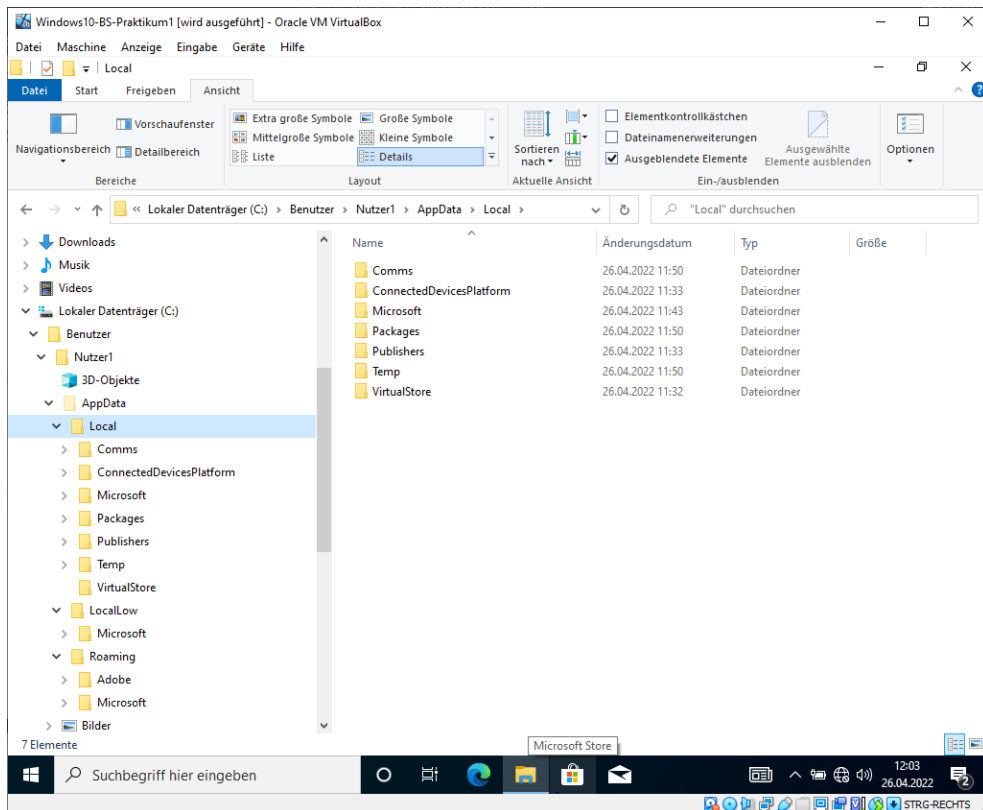 Windows10-BS-Praktikum1 [wird ausgeführt] - Oracle VM VirtualBox
Datei Maschine Anzeige Eingabe Geräte Hilfe
Local
Datei Start Freigeben Ansicht
Navigationsbereich
Vorschaufenster
Detailbereich
Bereiche
Extra große Symbole Große Symbole
Mittelgroße Symbole Kleine Symbole
Liste Details
Layout
Sortieren
nach
Aktuelle Ansicht
Elementkontrollkästchen
Dateinamenerweiterungen
Ausgeblendete Elemente
Ausgewählte
Elemente ausblenden
Ein-/ausblenden
Optionen
« Lokaler Datenträger (C:) › Benutzer › Nutzer1 › AppData › Local ›
"Local" durchsuchen
Downloads
Musik
Videos
Lokaler Datenträger (C:)
Benutzer
Nutzer1
3D-Objekte
AppData
Local
Comms
ConnectedDevicesPlatform
Microsoft
Packages
Publishers
Temp
VirtualStore
LocalLow
Microsoft
Roaming
Adobe
Microsoft
Bilder
Name Änderungsdatum Typ Größe
Comms 26.04.2022 11:50 Dateiordner
ConnectedDevicesPlatform 26.04.2022 11:33 Dateiordner
Microsoft 26.04.2022 11:43 Dateiordner
Packages 26.04.2022 11:50 Dateiordner
Publishers 26.04.2022 11:33 Dateiordner
Temp 26.04.2022 11:50 Dateiordner
VirtualStore 26.04.2022 11:32 Dateiordner
7 Elemente
Microsoft Store
Suchbegriff hier eingeben
12:03
26.04.2022
2
STRG-RECHTS